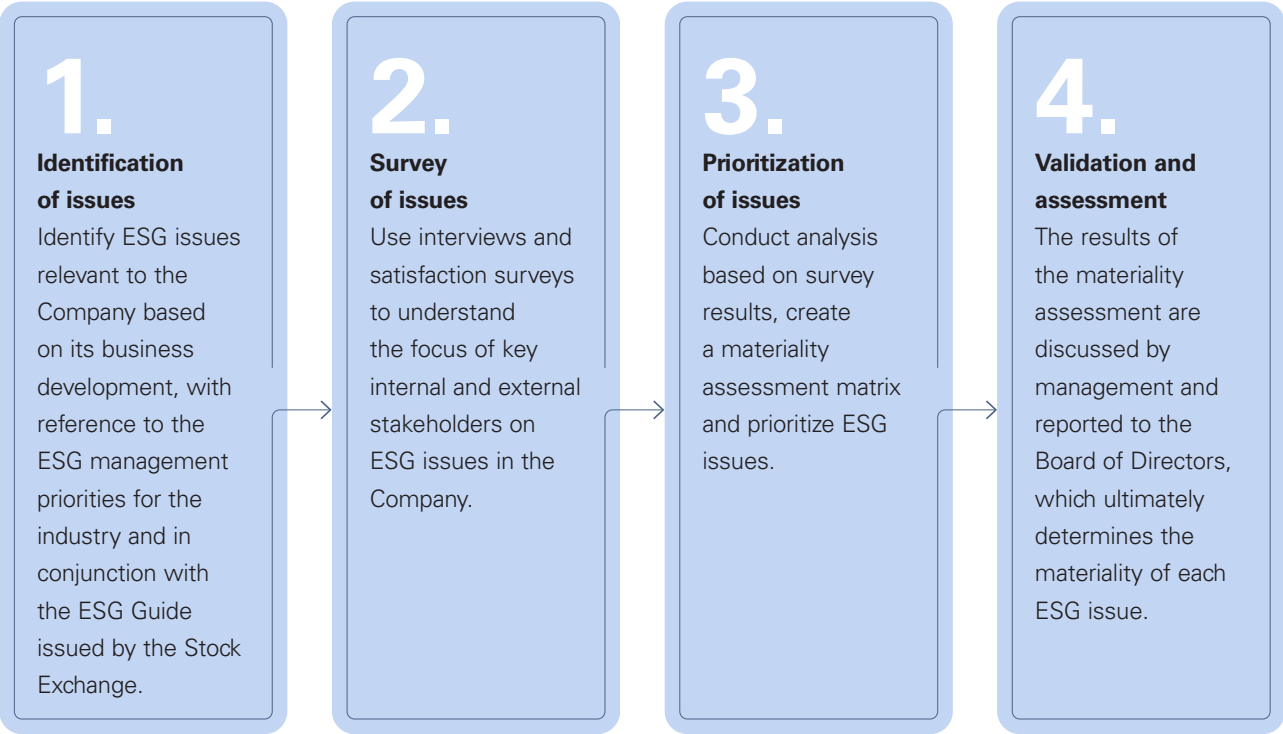 1.
Identification
of issues
Identify ESG issues
relevant to the
Company based
on its business
development, with
reference to the
ESG management
priorities for the
industry and in
conjunction with
the ESG Guide
issued by the Stock
Exchange.
2.
Survey
of issues
Use interviews and
satisfaction surveys
to understand
the focus of key
internal and external
stakeholders on
ESG issues in the
Company.
3.
Prioritization
of issues
Conduct analysis
based on survey
results, create
a materiality
assessment matrix
and prioritize ESG
issues.
4.
Validation and
assessment
The results of
the materiality
assessment are
discussed by
management and
reported to the
Board of Directors,
which ultimately
determines the
materiality of each
ESG issue.